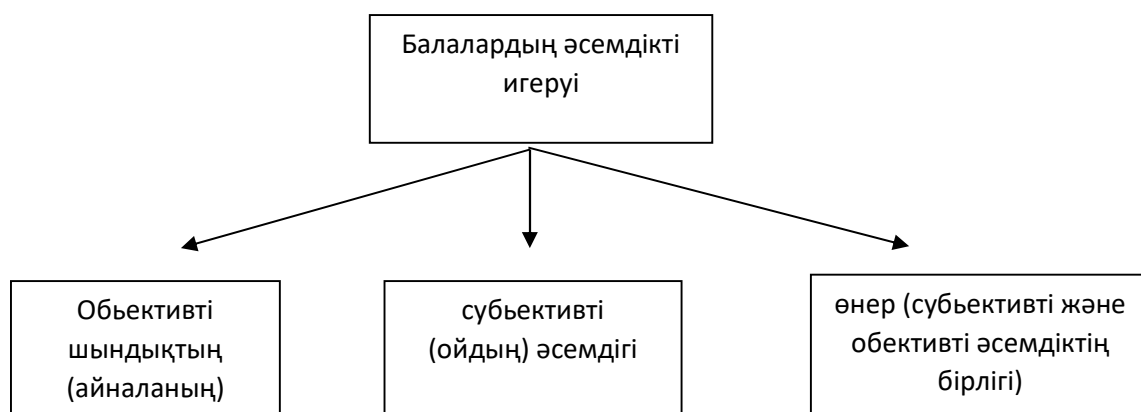 Балалардың әсемдікті
игеруі
Обьективті
шындықтың
(айналаның)
субьективті
(ойдың) әсемдігі
өнер (субьективті және
обективті әсемдіктің
бірлігі)